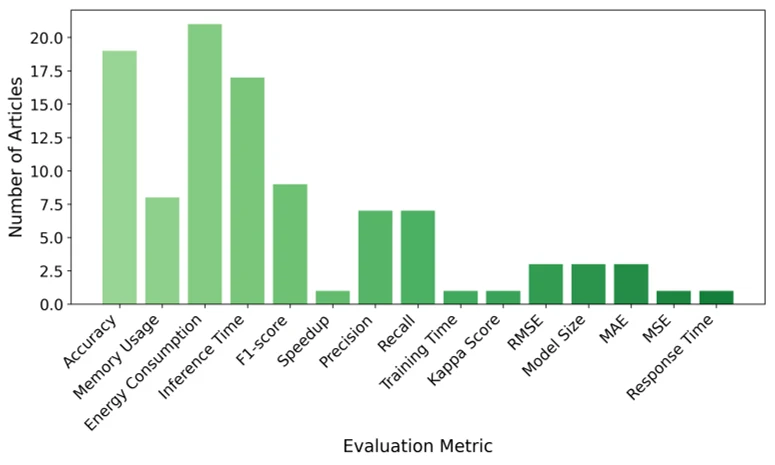 Number of Articles
20.0
17.5
15.0
12.5
10.0
7.5
5.0
2.5
0.0
Accuracy
Memory Usage
Energy Consumption
Inference Time
F1-score
Speedup
Precision
Recall
Training Time
Kappa Score
RMSE
Model Size
MAE
MSE
Response Time
Evaluation Metric